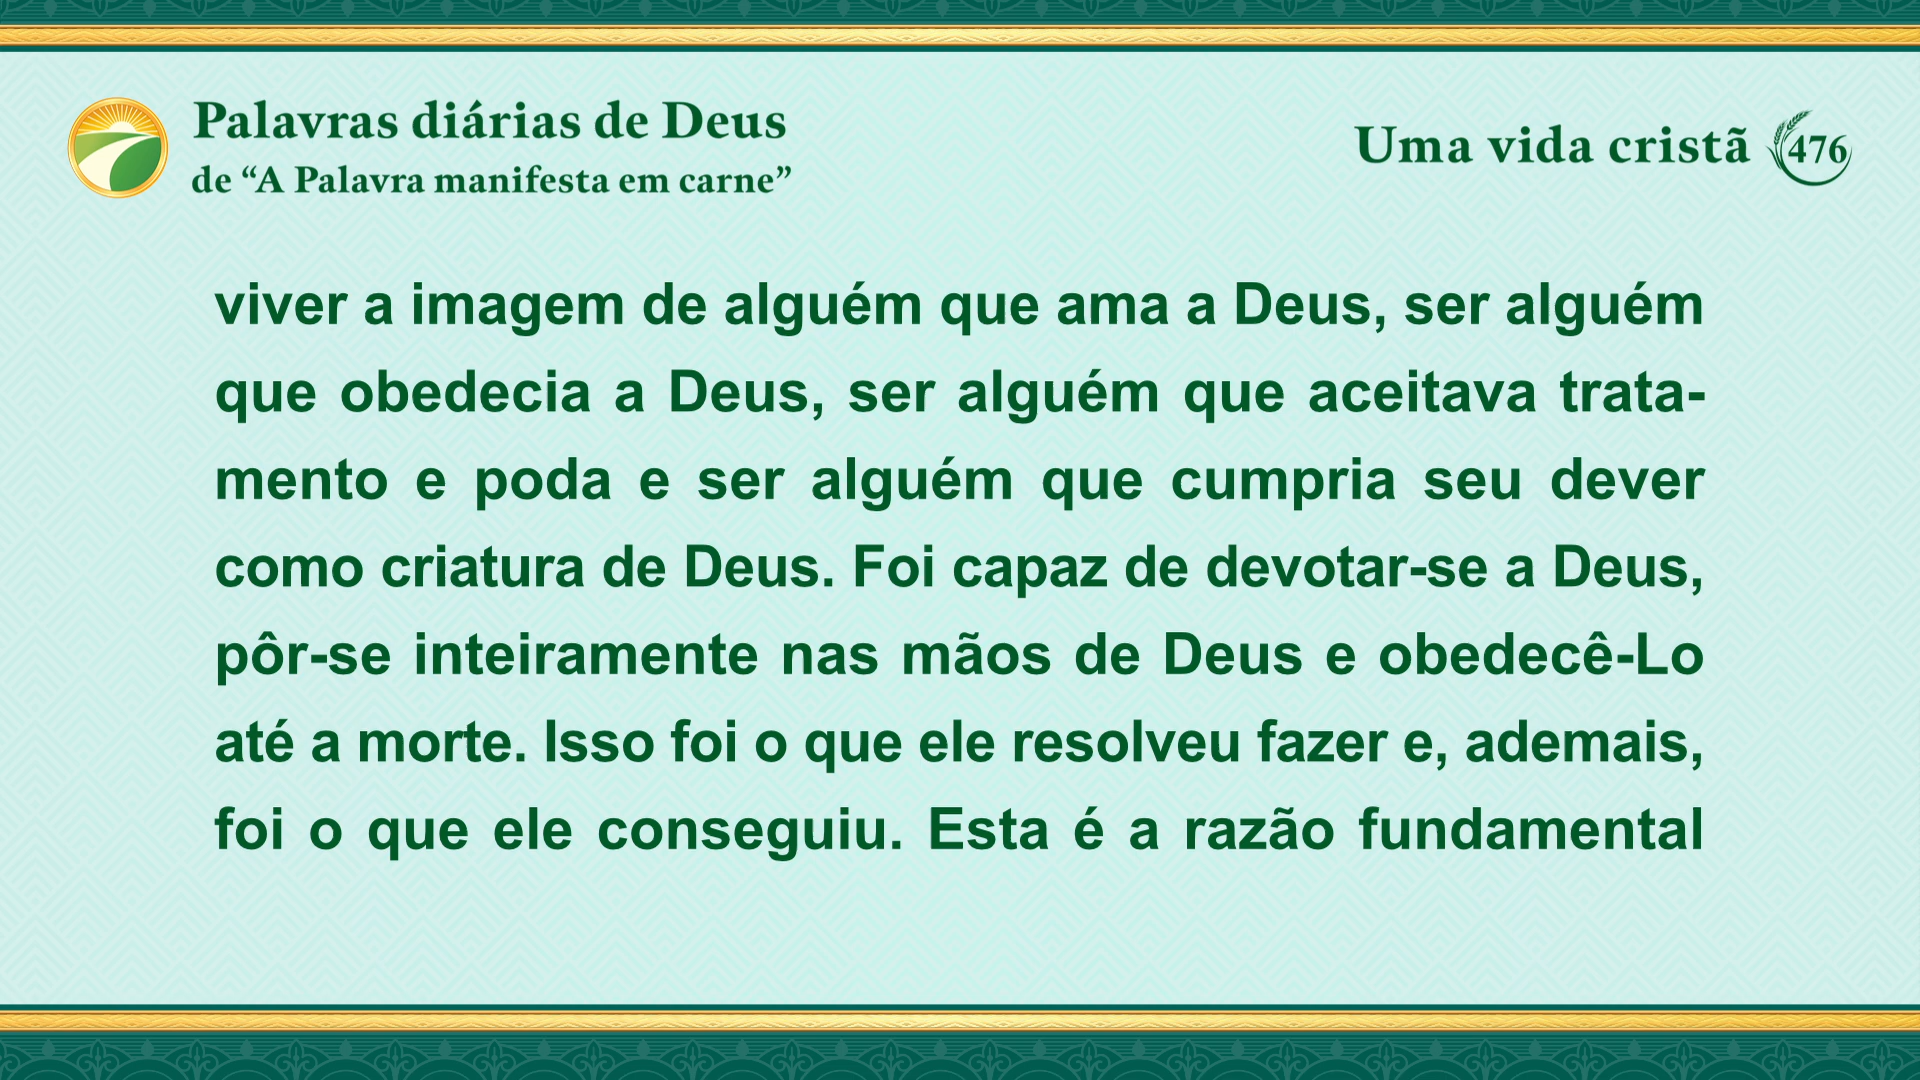 Palavras diárias de Deus
de “A Palavra manifesta em carne”
Uma vida cristã 476
viver a imagem de alguém que ama a Deus, ser alguém
que obedecia a Deus, ser alguém que aceitava trata-
mento e poda e ser alguém que cumpria seu dever
como criatura de Deus. Foi capaz de devotar-se a Deus,
pôr-se inteiramente nas mãos de Deus e obedecê-Lo
até a morte. Isso foi o que ele resolveu fazer e, ademais,
foi o que ele conseguiu. Esta é a razão fundamental